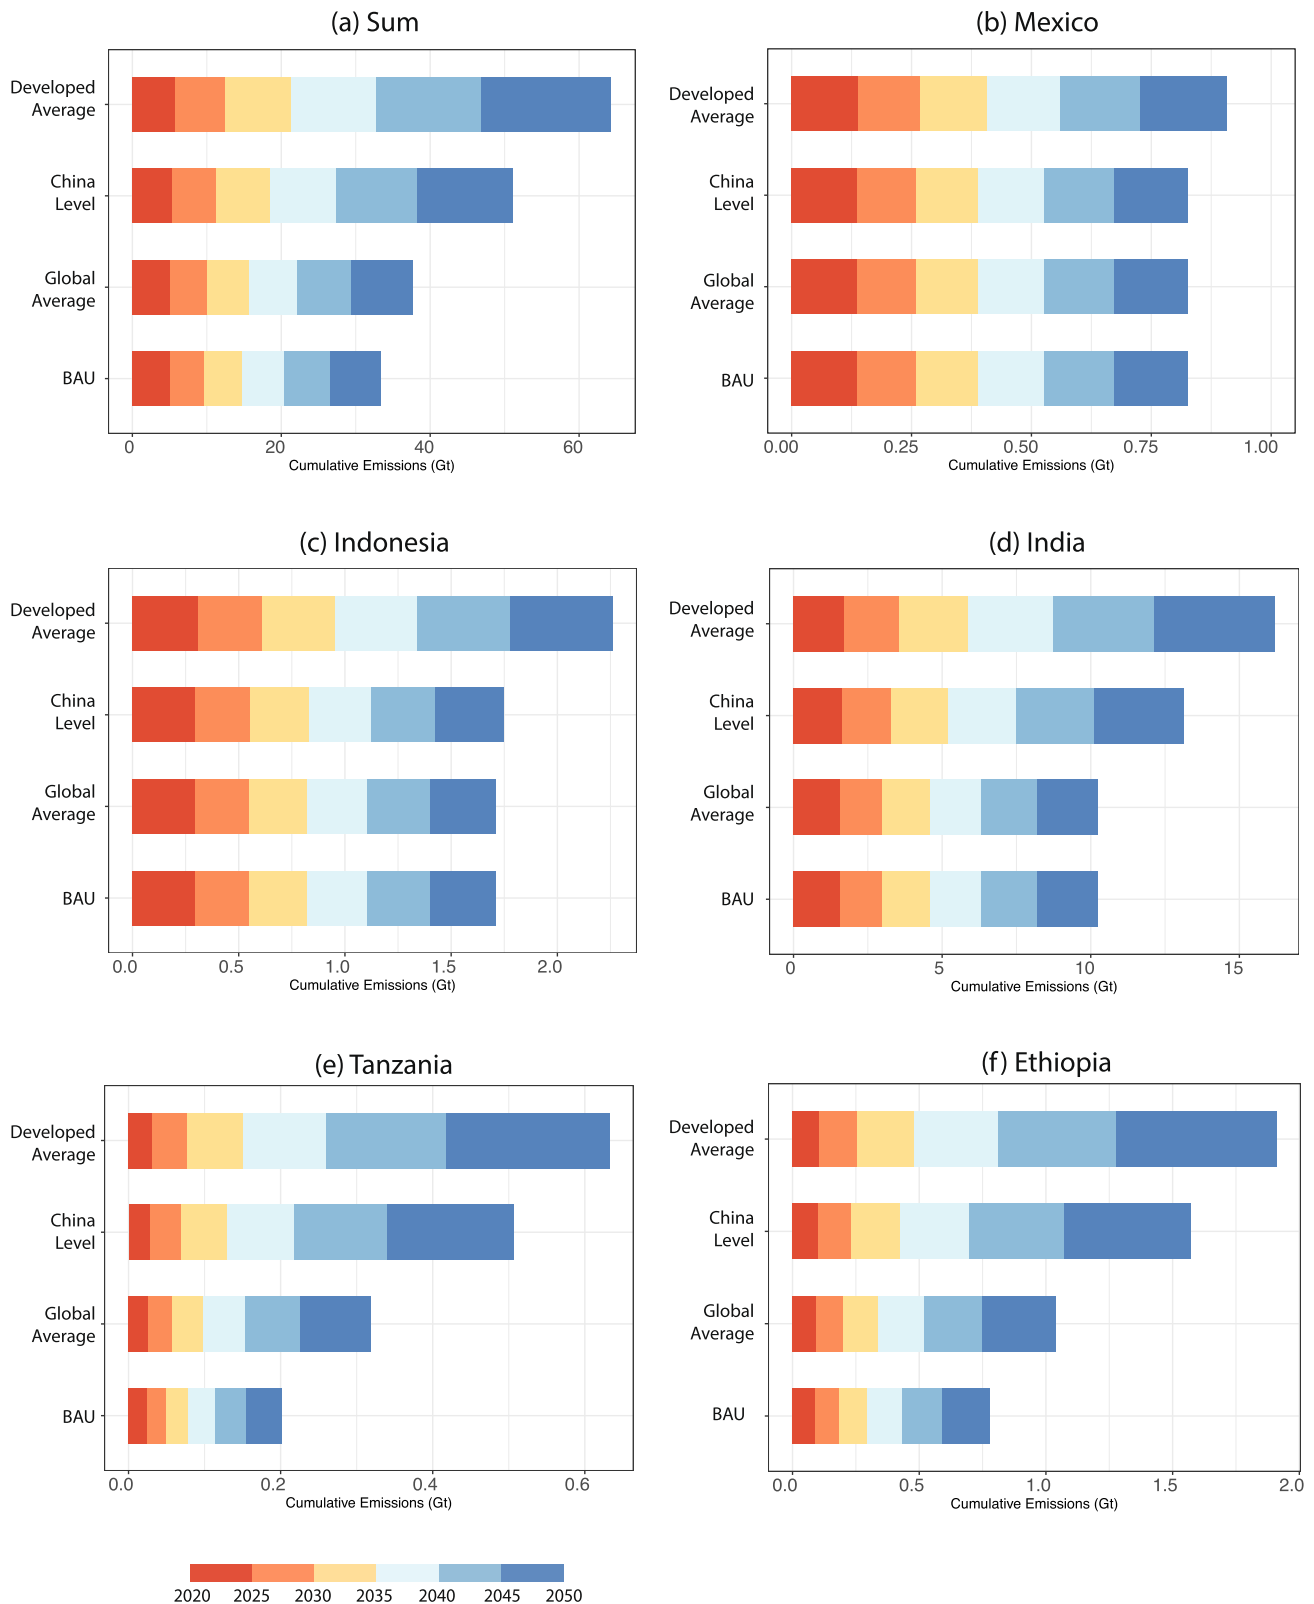 (a) Sum
Developed
Average
China
Level
Global
Average
BAU
0 20 40 60
Cumulative Emissions (Gt)
(b) Mexico
Developed
Average
China
Level
Global
Average
BAU
0.00 0.25 0.50 0.75 1.00
Cumulative Emissions (Gt)
(c) Indonesia
Developed
Average
China
Level
Global
Average
BAU
0.0 0.5 1.0 1.5 2.0
Cumulative Emissions (Gt)
(d) India
Developed
Average
China
Level
Global
Average
BAU
0 5 10 15
Cumulative Emissions (Gt)
(e) Tanzania
Developed
Average
China
Level
Global
Average
BAU
0.0 0.2 0.4 0.6
Cumulative Emissions (Gt)
(f) Ethiopia
Developed
Average
China
Level
Global
Average
BAU
0.0 0.5 1.0 1.5 2.0
Cumulative Emissions (Gt)
2020 2025 2030 2035 2040 2045 2050